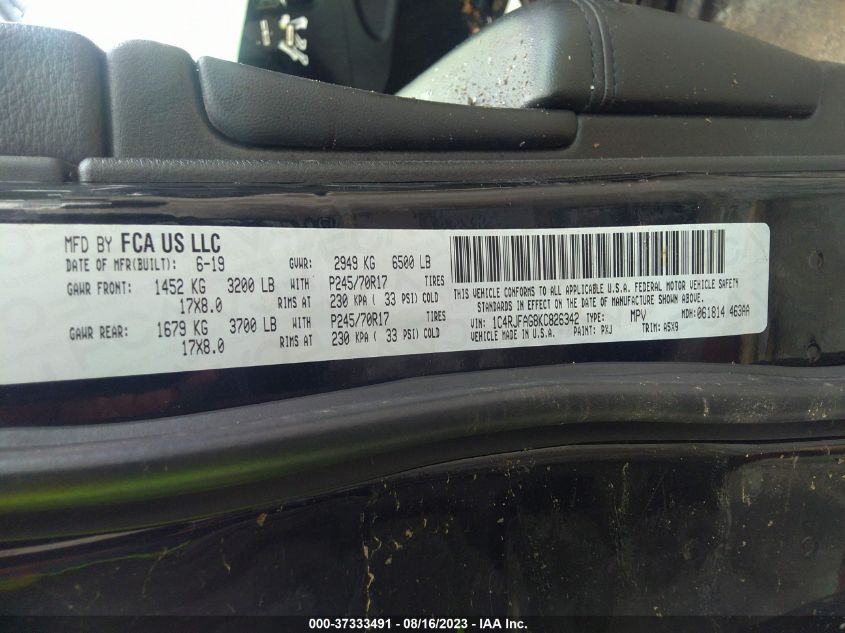 MFD BY FCA US LLC
DATE OF MFR(BUILT): 6-19 GVWR: 2949 KG 6500 LB
GAWR FRONT: 1452 KG 3200 LB WITH P245/70R17 TIRES
17X8.0 RIMS AT 230 KPA ( 33 PSI) COLD
GAWR REAR: 1679 KG 3700 LB WITH P245/70R17 TIRES
17X8.0 RIMS AT 230 KPA ( 33 PSI) COLD
THIS VEHICLE CONFORMS TO ALL APPLICABLE U.S.A. FEDERAL MOTOR VEHICLE SAFETY
STANDARDS IN EFFECT ON THE DATE OF MANUFACTURE SHOWN ABOVE.
VIN: 1C4RJFAG8KC826342 TYPE: MPV MDH: 061814 463AA
VEHICLE MADE IN U.S.A. PAINT: PXJ TRIM: A5X9
000-37333491 - 08/16/2023 - IAA Inc.